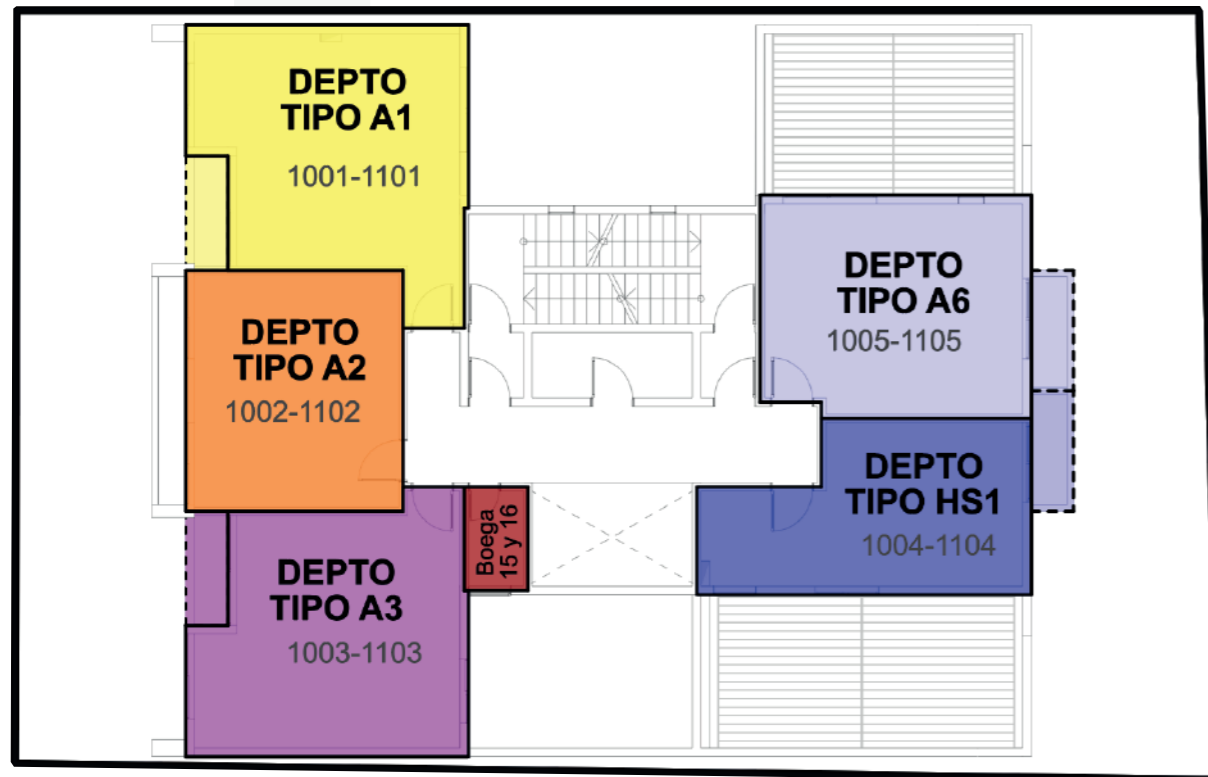 DEPTO
TIPO A1
1001-1101
DEPTO
TIPO A2
1002-1102
DEPTO
TIPO A3
1003-1103
Boega
15 y 16
DEPTO
TIPO A6
1005-1105
DEPTO
TIPO HS1
1004-1104